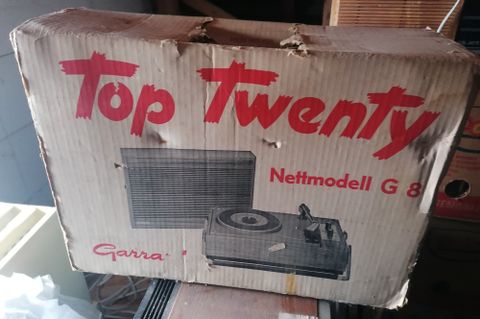 Top Twenty
Nettmodell G 8